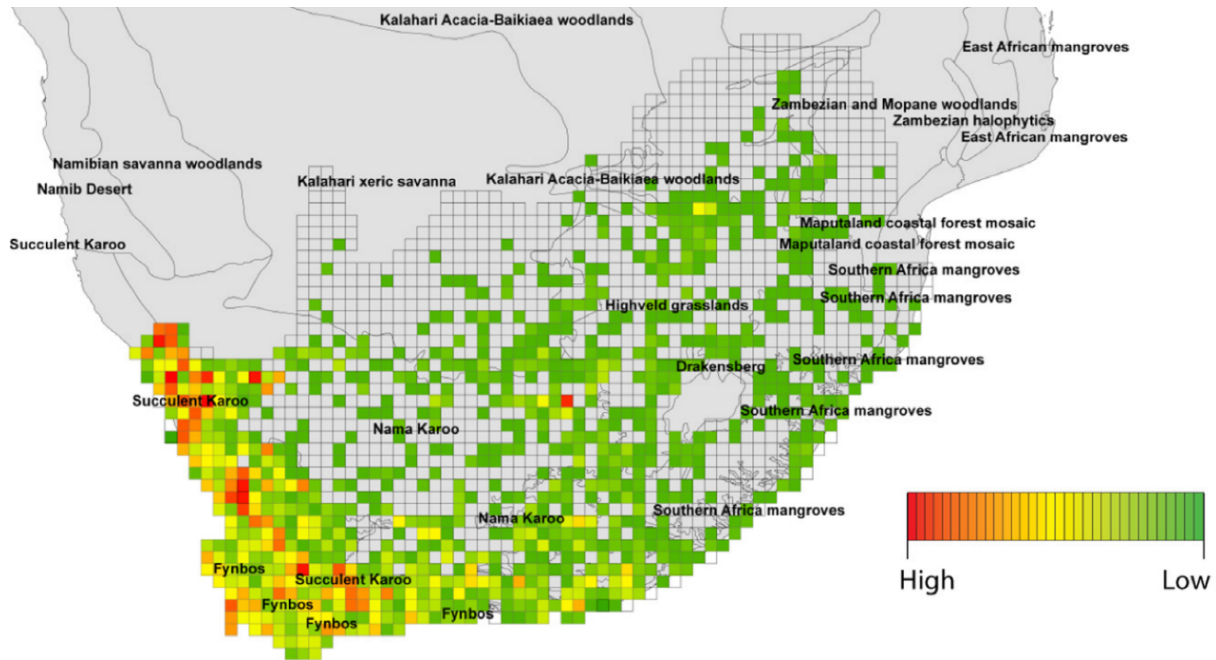 Kalahari Acacia-Baikiaea woodlands
East African mangroves
Zambezian and Mopane woodlands
Zambezian halophytics
East African mangroves
Namibian savanna woodlands
Kalahari xeric savanna
Kalahari Acacia-Baikiaea woodlands
Namib Desert
Maputaland coastal forest mosaic
Succulent Karoo
Maputaland coastal forest mosaic
Southern Africa mangroves
Highveld grasslands
Southern Africa mangroves
Drakensberg
Southern Africa mangroves
Succulent Karoo
Southern Africa mangroves
Nama Karoo
Nama Karoo
Southern Africa mangroves
Fynbos
Succulent Karoo
Fynbos
Fynbos
Fynbos
High
Low